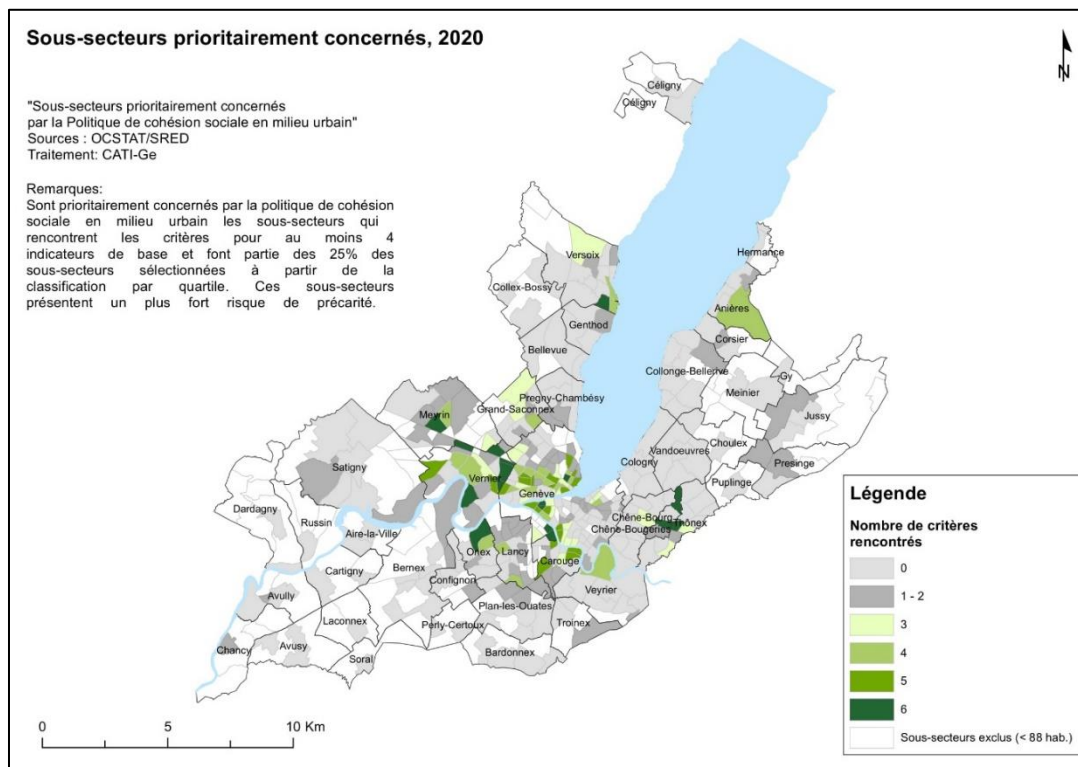 Sous-secteurs prioritairement concernés, 2020
N
"Sous-secteurs prioritairement concernés
par la Politique de cohésion sociale en milieu urbain"
Sources : OCSTAT/SRED
Traitement: CATI-Ge
Remarques:
Sont prioritairement concernés par la politique de cohésion
sociale en milieu urbain les sous-secteurs qui
rencontrent les critères pour au moins 4
indicateurs de base et font partie des 25% des
sous-secteurs sélectionnées à partir de la
classification par quartile. Ces sous-secteurs
présentent un plus fort risque de précarité.
Céligny
Céligny
Hermance
Versoix
Collex-Bossy
Anières
Genthod
Corsier
Bellevue
Collonge-Bellerive
Gy
Meinier
Pregny-Chambésy
Grand-Saconnex
Meyrin
Jussy
Choulex
Vandoeuvres
Presinge
Cologny
Satigny
Vernier
Puplinge
Genève
Dardagny
Chêne-Bourg
Thônex
Russin
Chêne-Bougeries
Aire-la-Ville
Onex
Lancy
Carouge
Bernex
Cartigny
Confignon
Veyrier
Avully
Plan-les-Ouates
Laconnex
Perly-Certoux
Troinex
Chancy
Avusy
Bardonnex
Soral
0
5
10 Km
Légende
Nombre de critères
rencontrés
0
1 - 2
3
4
5
6
Sous-secteurs exclus (< 88 hab.)